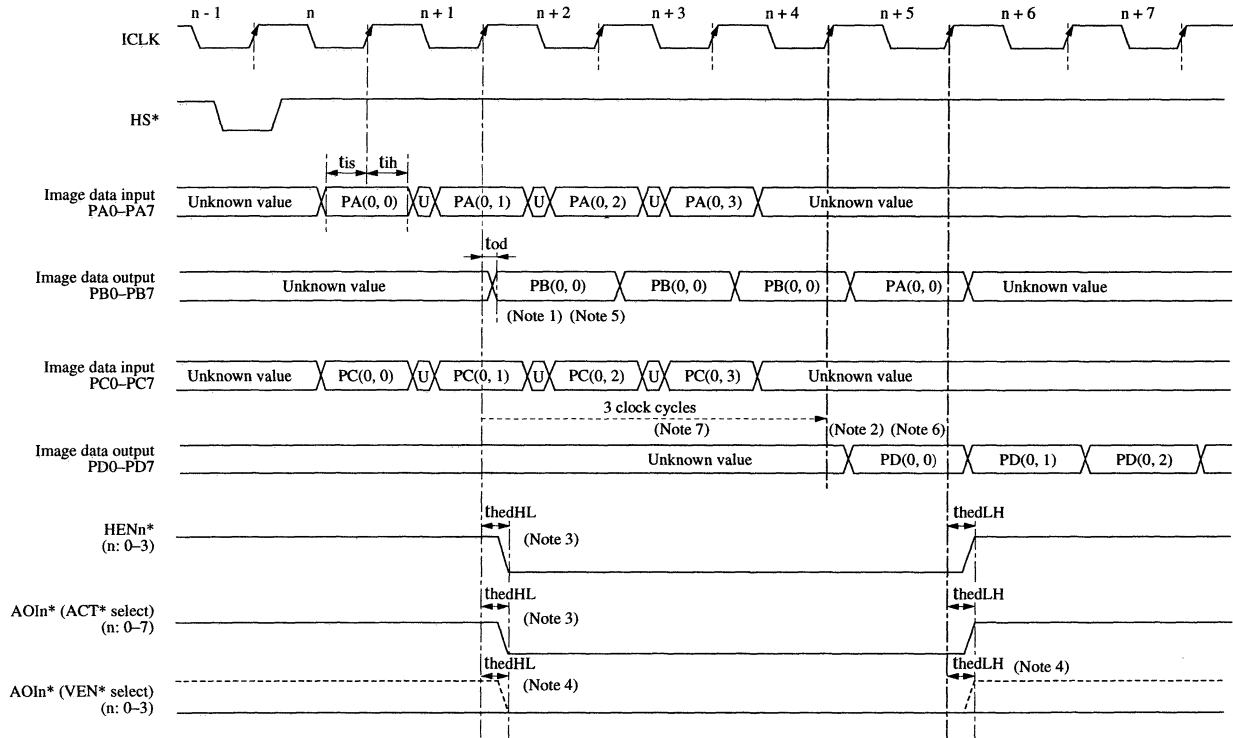 n - 1 n n + 1 n + 2 n + 3 n + 4 n + 5 n + 6 n + 7
ICLK
HS*
tis tih
Image data input
PA0–PA7
Unknown value PA(0, 0) U PA(0, 1) U PA(0, 2) U PA(0, 3) Unknown value
tod
Image data output
PB0–PB7
Unknown value PB(0, 0) PB(0, 0) PB(0, 0) PA(0, 0) Unknown value
(Note 1) (Note 5)
Image data input
PC0–PC7
Unknown value PC(0, 0) U PC(0, 1) U PC(0, 2) U PC(0, 3) Unknown value
3 clock cycles
(Note 7) (Note 2) (Note 6)
Image data output
PD0–PD7
Unknown value PD(0, 0) PD(0, 1) PD(0, 2)
thedHL thedLH
HENn*
(n: 0–3)
(Note 3)
thedHL thedLH
AOIn* (ACT* select)
(n: 0–7)
(Note 3)
thedHL thedLH (Note 4)
AOIn* (VEN* select)
(n: 0–3)
(Note 4)